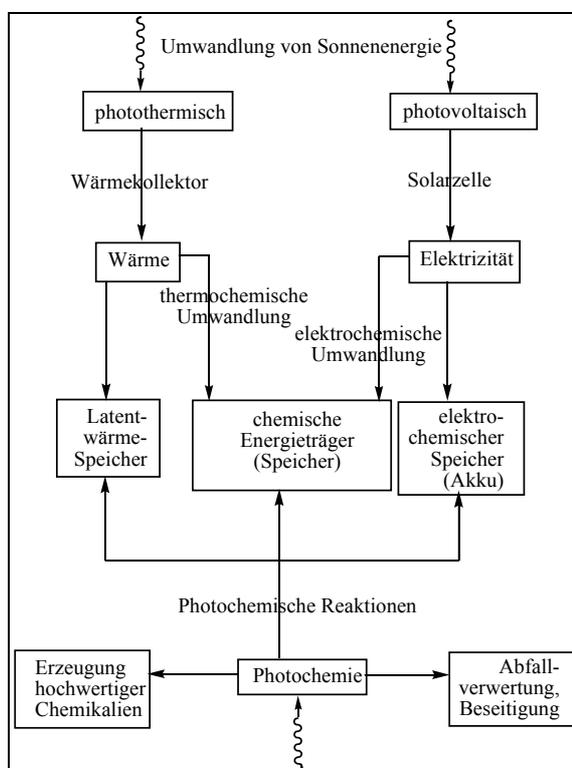 Umwandlung von Sonnenenergie
photothermisch
photovoltaisch
Wärmekollektor
Solarzelle
Wärme
Elektrizität
thermochemische
Umwandlung
elektrochemische
Umwandlung
Latent-
wärme-
Speicher
chemische
Energieträger
(Speicher)
elektro-
chemischer
Speicher
(Akku)
Photochemische Reaktionen
Erzeugung
hochwertiger
Chemikalien
Photochemie
Abfall-
verwertung,
Beseitigung